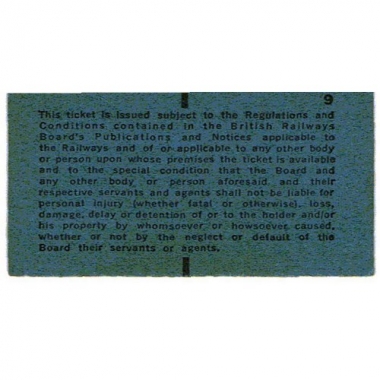 9
This ticket is issued subject to the Regulations and
Conditions contained in the British Railways
Board's Publications and Notices applicable to
the Railways and of or applicable to any other body
or person upon whose premises the ticket is available
and to the special condition that the Board and
any other body or person aforesaid and their
respective servants and agents shall not be liable for
personal injury (whether fatal or otherwise), loss,
damage, delay or detention of or to the holder and/or
his property by whomsoever or howsoever caused,
whether or not by the neglect or default of the
Board their servants or agents.